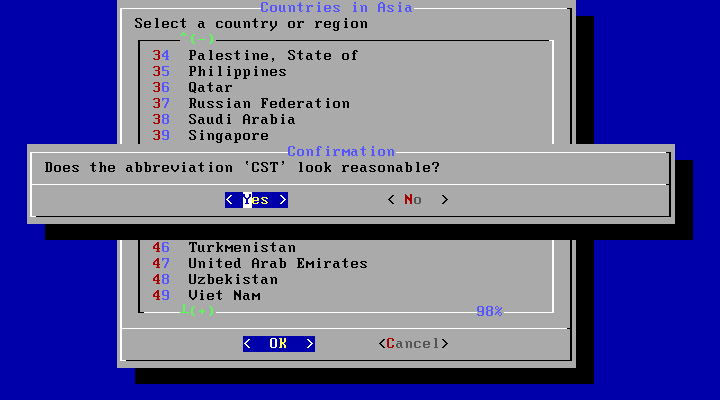 Countries in Asia
Select a country or region
^(-)
34 Palestine, State of
35 Philippines
36 Qatar
37 Russian Federation
38 Saudi Arabia
39 Singapore
Confirmation
Does the abbreviation 'CST' look reasonable?
< Yes > < No >
46 Turkmenistan
47 United Arab Emirates
48 Uzbekistan
49 Viet Nam
┴(+) 98%
< OK > <Cancel>